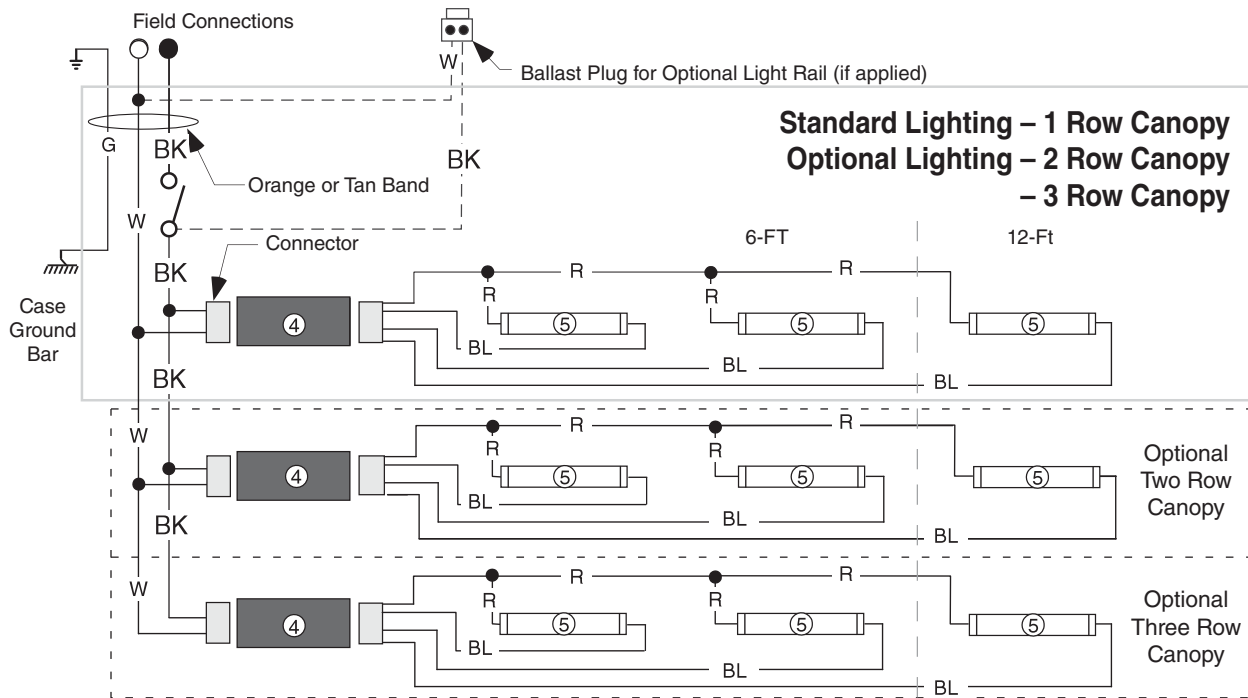 Field Connections
W
Ballast Plug for Optional Light Rail (if applied)
Standard Lighting – 1 Row Canopy
Optional Lighting – 2 Row Canopy
– 3 Row Canopy
G
BK
BK
Orange or Tan Band
W
Connector
6-FT
12-Ft
BK
Case
Ground
Bar
R
R
R
R
4
5
5
5
BL
BL
BL
BK
W
R
R
R
R
4
5
5
5
BL
BL
BL
Optional
Two Row
Canopy
BK
W
R
R
R
R
4
5
5
5
BL
BL
BL
Optional
Three Row
Canopy